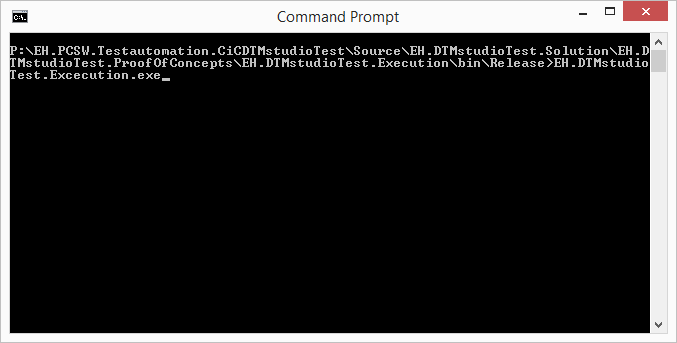 Command Prompt
P:\EH.PCSW.Testautomation.CiCDTMstudioTest\Source\EH.DTMstudioTest.Solution\EH.D
TMstudioTest.ProofOfConcepts\EH.DTMstudioTest.Execution\bin\Release>EH.DTMstudio
Test.Excecution.exe_